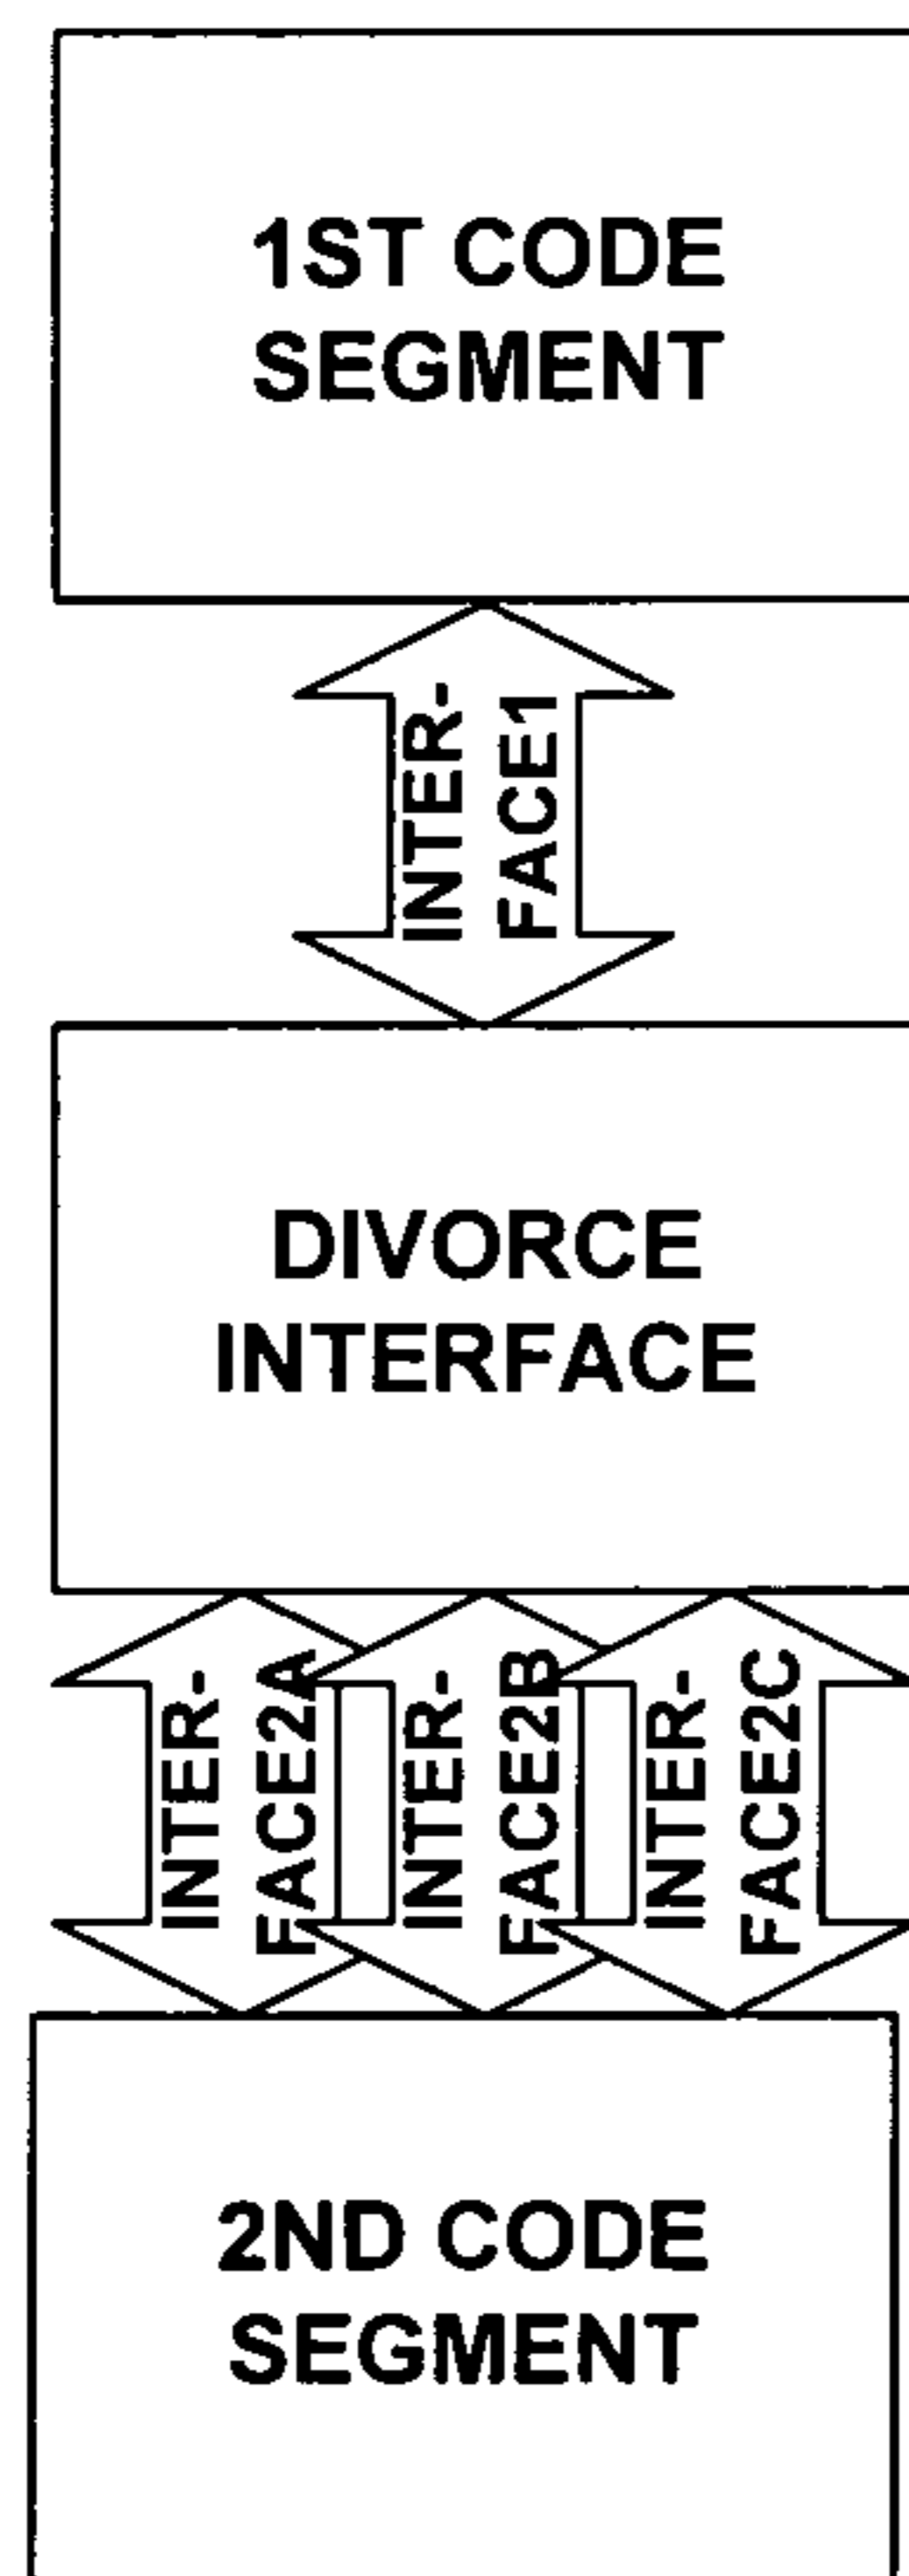 1ST CODE
SEGMENT
INTER-
FACE1
DIVORCE
INTERFACE
INTER-
FACE2A
INTER-
FACE2B
INTER-
FACE2C
2ND CODE
SEGMENT